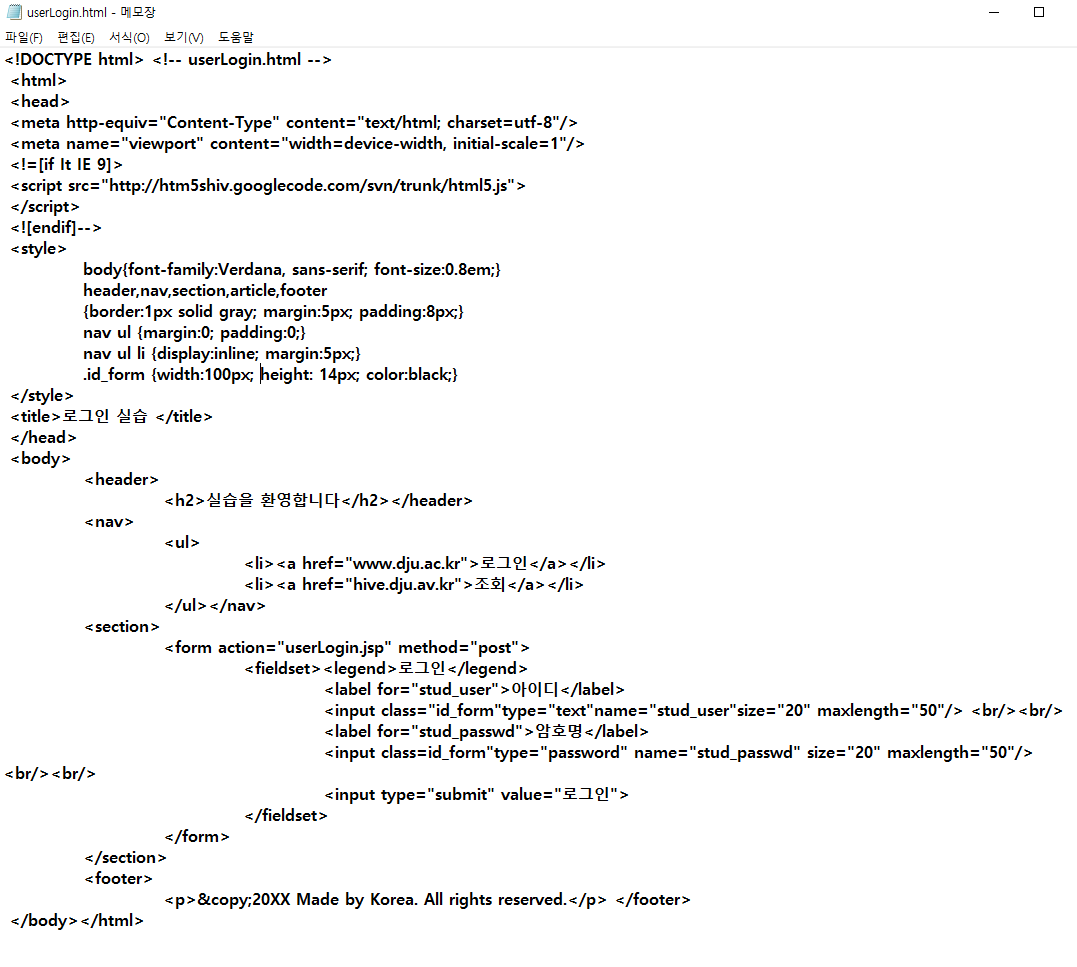 userLogin.html - 메모장
파일(F) 편집(E) 서식(O) 보기(V) 도움말
<!DOCTYPE html> <!-- userLogin.html -->
<html>
<head>
<meta http-equiv="Content-Type" content="text/html; charset=utf-8"/>
<meta name="viewport" content="width=device-width, initial-scale=1"/>
<!=[if lt IE 9]>
<script src="http://htm5shiv.googlecode.com/svn/trunk/html5.js">
</script>
<![endif]-->
<style>
body{font-family:Verdana, sans-serif; font-size:0.8em;}
header,nav,section,article,footer
{border:1px solid gray; margin:5px; padding:8px;}
nav ul {margin:0; padding:0;}
nav ul li {display:inline; margin:5px;}
.id_form {width:100px; height: 14px; color:black;}
</style>
<title>로그인 실습 </title>
</head>
<body>
<header>
<h2>실습을 환영합니다</h2></header>
<nav>
<ul>
<li><a href="www.dju.ac.kr">로그인</a></li>
<li><a href="hive.dju.av.kr">조회</a></li>
</ul></nav>
<section>
<form action="userLogin.jsp" method="post">
<fieldset><legend>로그인</legend>
<label for="stud_user">아이디</label>
<input class="id_form"type="text"name="stud_user"size="20" maxlength="50"/> <br/><br/>
<label for="stud_passwd">암호명</label>
<input class=id_form"type="password" name="stud_passwd" size="20" maxlength="50"/>
<br/><br/>
<input type="submit" value="로그인">
</fieldset>
</form>
</section>
<footer>
<p>&copy;20XX Made by Korea. All rights reserved.</p> </footer>
</body></html>